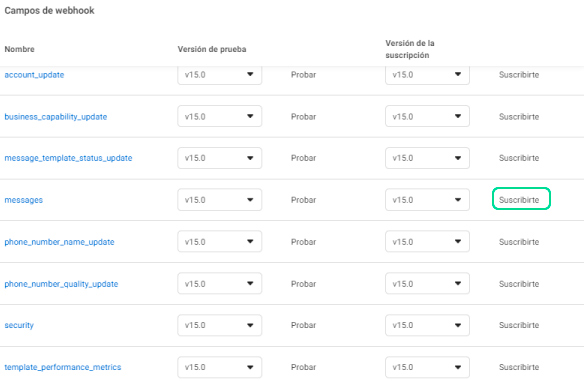 Campos de webhook
Nombre Versión de prueba Versión de la
suscripción
account_update v15.0 Probar v15.0 Suscribirte
business_capability_update v15.0 Probar v15.0 Suscribirte
message_template_status_update v15.0 Probar v15.0 Suscribirte
messages v15.0 Probar v15.0 Suscribirte
phone_number_name_update v15.0 Probar v15.0 Suscribirte
phone_number_quality_update v15.0 Probar v15.0 Suscribirte
security v15.0 Probar v15.0 Suscribirte
template_performance_metrics v15.0 Probar v15.0 Suscribirte